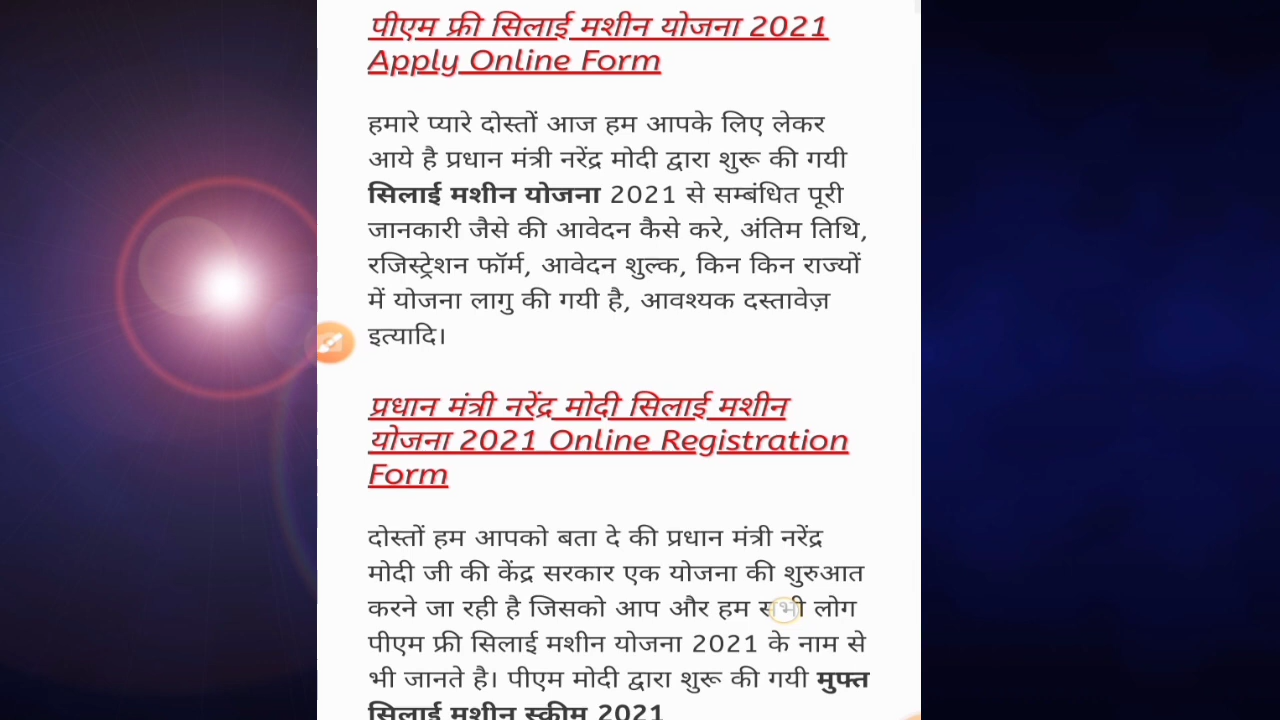 पीएम फ्री सिलाई मशीन योजना 2021
Apply Online Form
हमारे प्यारे दोस्तों आज हम आपके लिए लेकर
आये है प्रधान मंत्री नरेंद्र मोदी द्वारा शुरू की गयी
सिलाई मशीन योजना 2021 से सम्बंधित पूरी
जानकारी जैसे की आवेदन कैसे करे, अंतिम तिथि,
रजिस्ट्रेशन फॉर्म, आवेदन शुल्क, किन किन राज्यों
में योजना लागु की गयी है, आवश्यक दस्तावेज़
इत्यादि।
प्रधान मंत्री नरेंद्र मोदी सिलाई मशीन
योजना 2021 Online Registration
Form
दोस्तों हम आपको बता दे की प्रधान मंत्री नरेंद्र
मोदी जी की केंद्र सरकार एक योजना की शुरुआत
करने जा रही है जिसको आप और हम सभी लोग
पीएम फ्री सिलाई मशीन योजना 2021 के नाम से
भी जानते है। पीएम मोदी द्वारा शुरू की गयी मुफ्त
सिलाई मशीन स्कीम 2021